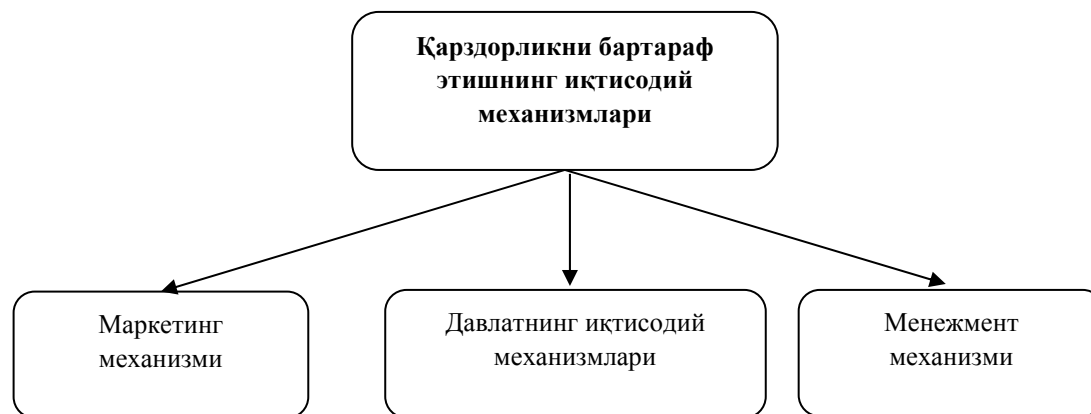 Қарздорликни бартараф
этишнинг иқтисодий
механизмлари
Маркетинг
механизми
Давлатнинг иқтисодий
механизмлари
Менежмент
механизми